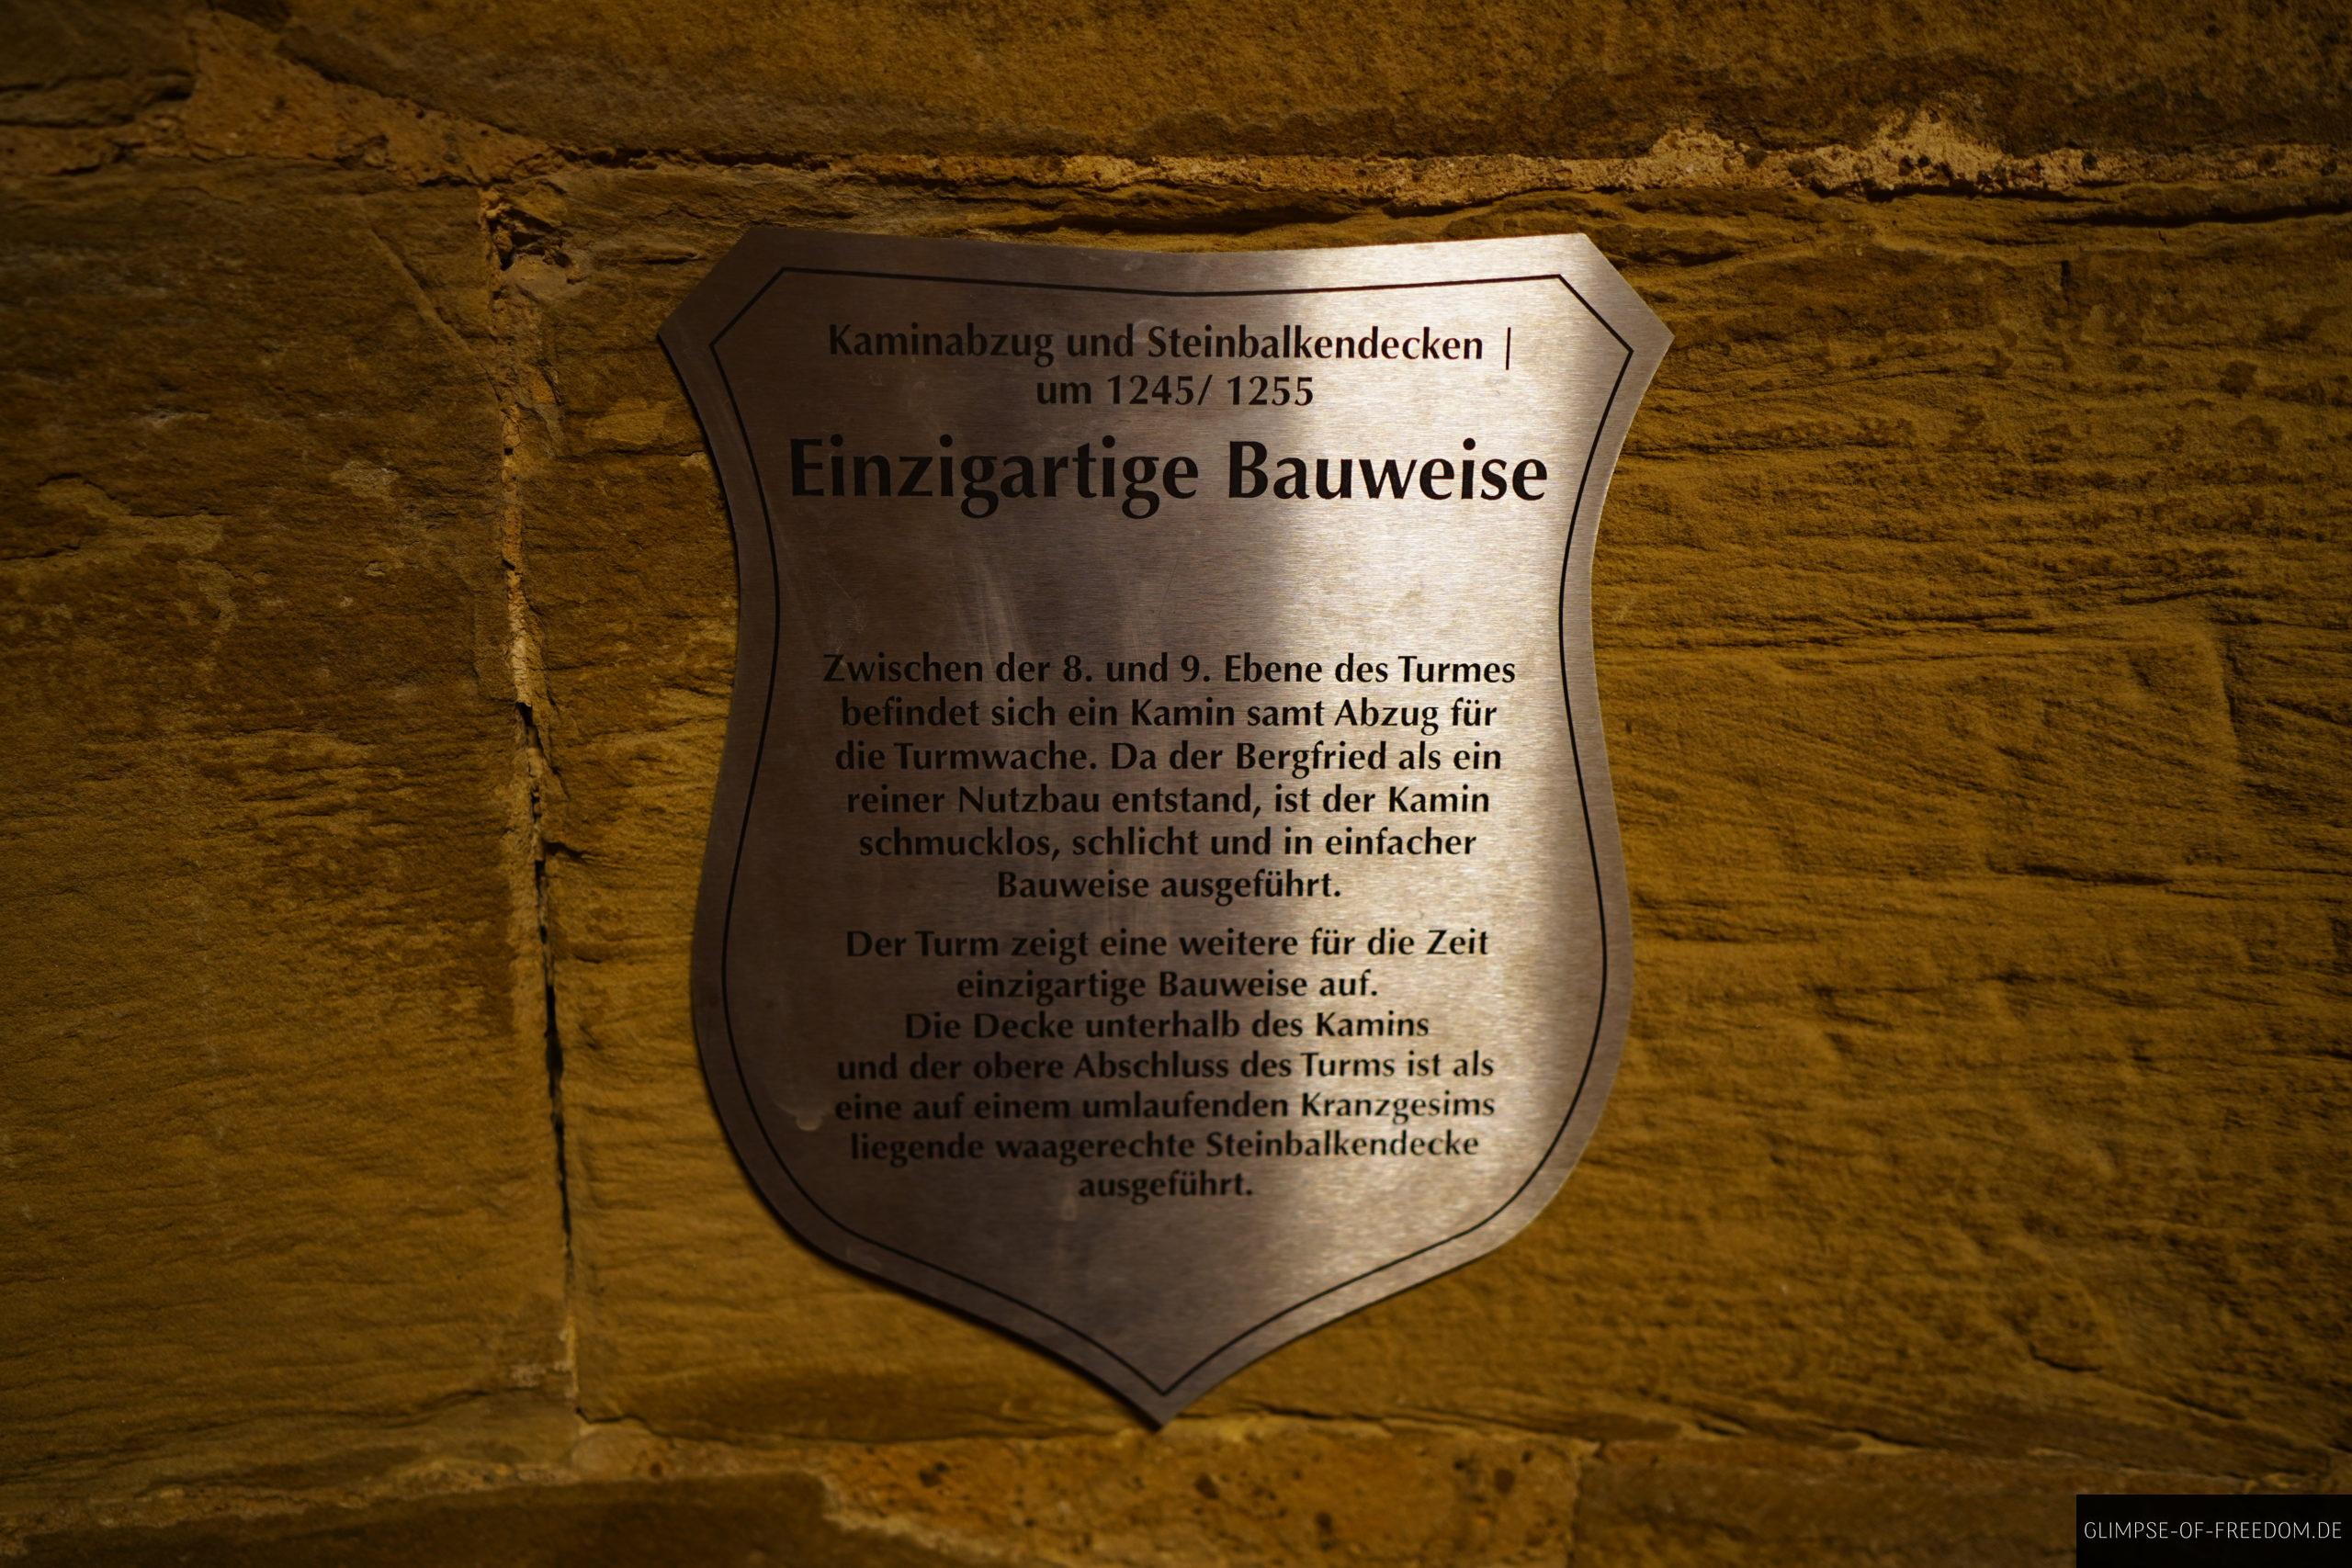 Kaminabzug und Steinbalkendecken |
um 1245/ 1255
Einzigartige Bauweise
Zwischen der 8. und 9. Ebene des Turmes
befindet sich ein Kamin samt Abzug für
die Turmwache. Da der Bergfried als ein
reiner Nutzbau entstand, ist der Kamin
schmucklos, schlicht und in einfacher
Bauweise ausgeführt.
Der Turm zeigt eine weitere für die Zeit
einzigartige Bauweise auf.
Die Decke unterhalb des Kamins
und der obere Abschluss des Turms ist als
eine auf einem umlaufenden Kranzgesims
liegende waagerechte Steinbalkendecke
ausgeführt.
GLIMPSE-OF-FREEDOM.DE